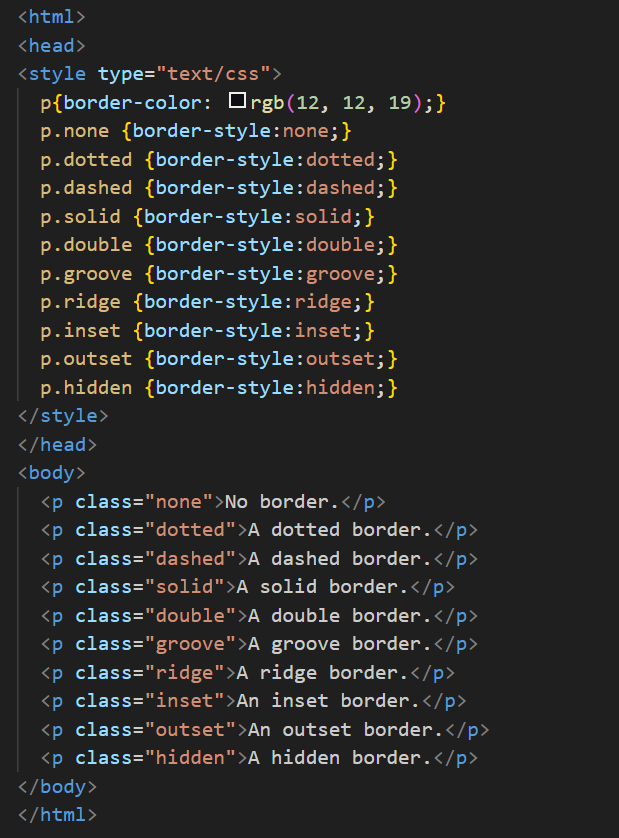 <html>
<head>
<style type="text/css">
p{border-color: rgb(12, 12, 19);}
p.none {border-style:none;}
p.dotted {border-style:dotted;}
p.dashed {border-style:dashed;}
p.solid {border-style:solid;}
p.double {border-style:double;}
p.groove {border-style:groove;}
p.ridge {border-style:ridge;}
p.inset {border-style:inset;}
p.outset {border-style:outset;}
p.hidden {border-style:hidden;}
</style>
</head>
<body>
<p class="none">No border.</p>
<p class="dotted">A dotted border.</p>
<p class="dashed">A dashed border.</p>
<p class="solid">A solid border.</p>
<p class="double">A double border.</p>
<p class="groove">A groove border.</p>
<p class="ridge">A ridge border.</p>
<p class="inset">An inset border.</p>
<p class="outset">An outset border.</p>
<p class="hidden">A hidden border.</p>
</body>
</html>